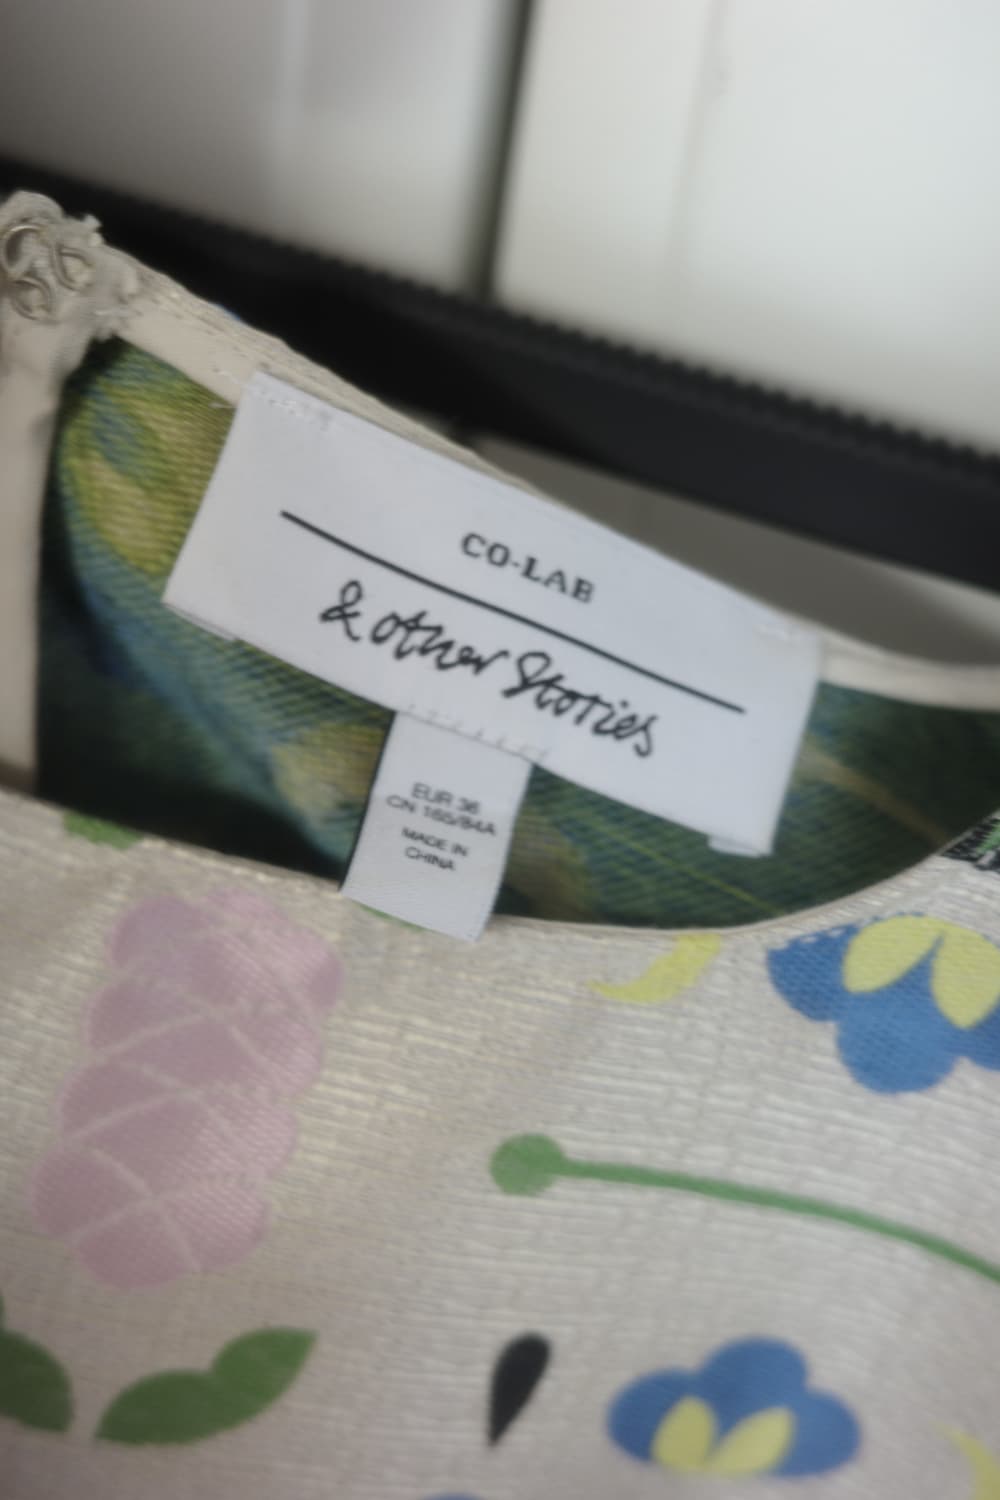 CO·LAB
& other Stories
EUR 36
CN 165/84A
MADE IN
CHINA